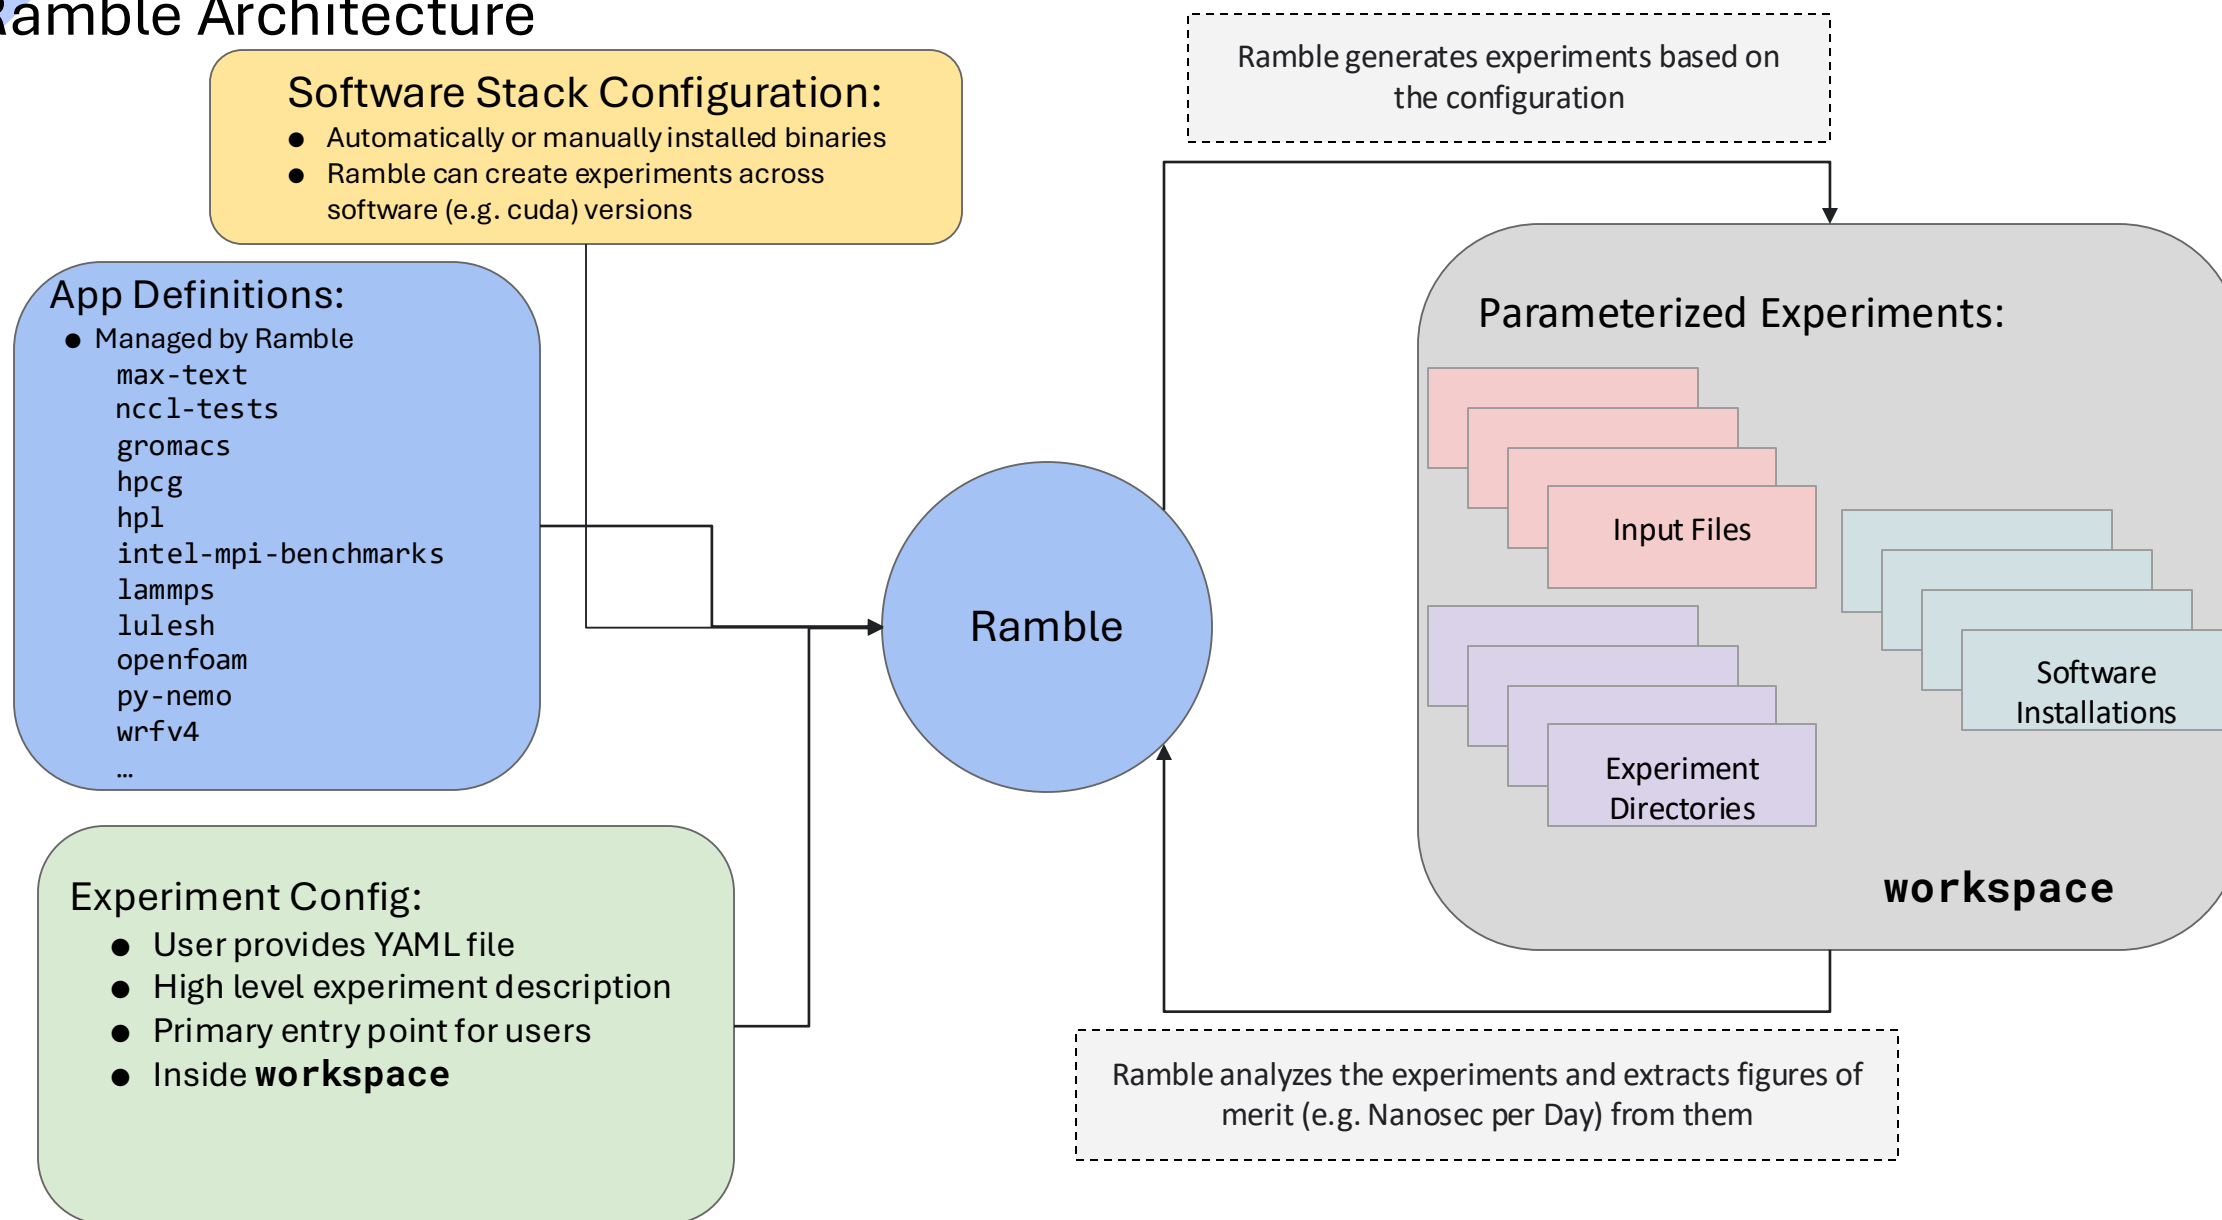 Ramble Architecture
Software Stack Configuration:
● Automatically or manually installed binaries
● Ramble can create experiments across
software (e.g. cuda) versions
App Definitions:
● Managed by Ramble
max-text
nccl-tests
gromacs
hpcg
hpl
intel-mpi-benchmarks
lammps
lulesh
openfoam
py-nemo
wrfv4
…
Experiment Config:
● User provides YAML file
● High level experiment description
● Primary entry point for users
● Inside workspace
Ramble
Ramble generates experiments based on
the configuration
Parameterized Experiments:
Input Files
Software
Installations
Experiment
Directories
workspace
Ramble analyzes the experiments and extracts figures of
merit (e.g. Nanosec per Day) from them